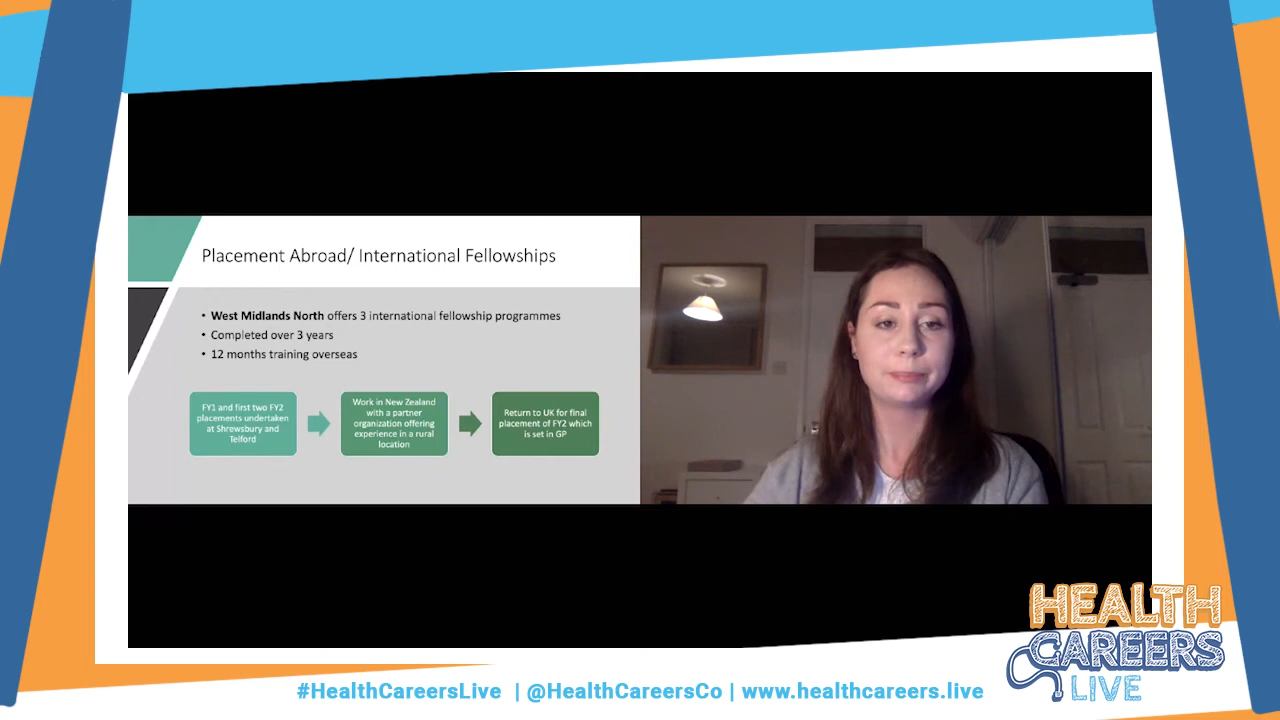 Placement Abroad/ International Fellowships
• West Midlands North offers 3 international fellowship programmes
• Completed over 3 years
• 12 months training overseas
FY1 and first two FY2
placements undertaken
at Shrewsbury and
Telford
Work in New Zealand
with a partner
organization offering
experience in a rural
location
Return to UK for final
placement of FY2 which
is set in GP
HEALTH
CAREERS
LIVE
#HealthCareersLive | @HealthCareersCo | www.healthcareers.live